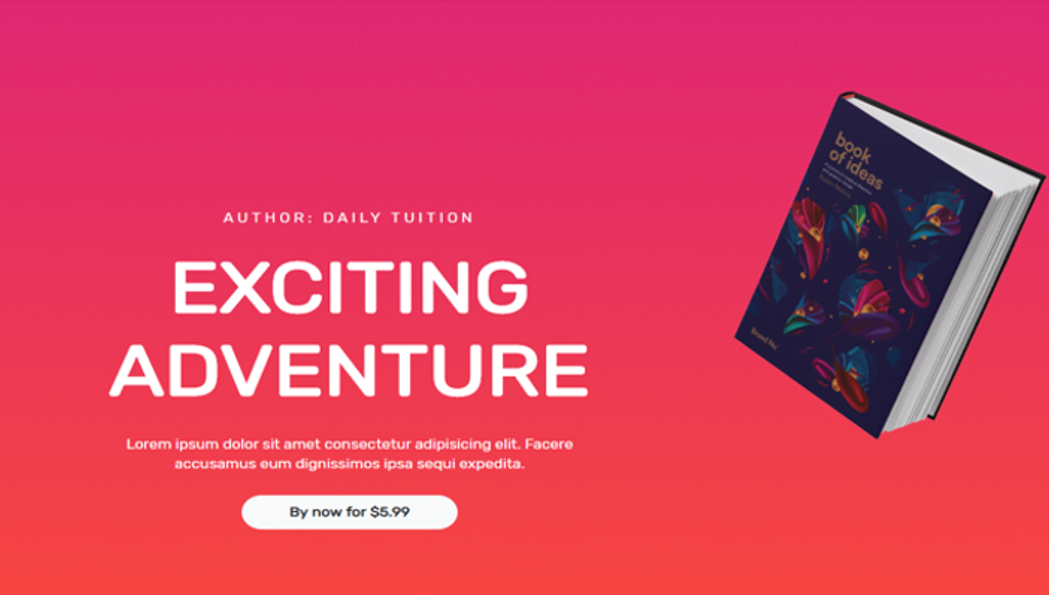 AUTHOR: DAILY TUITION
EXCITING
ADVENTURE
Lorem ipsum dolor sit amet consectetur adipisicing elit. Facere
accusamus eum dignissimos ipsa sequi expedita.
By now for $5.99
book
of ideas